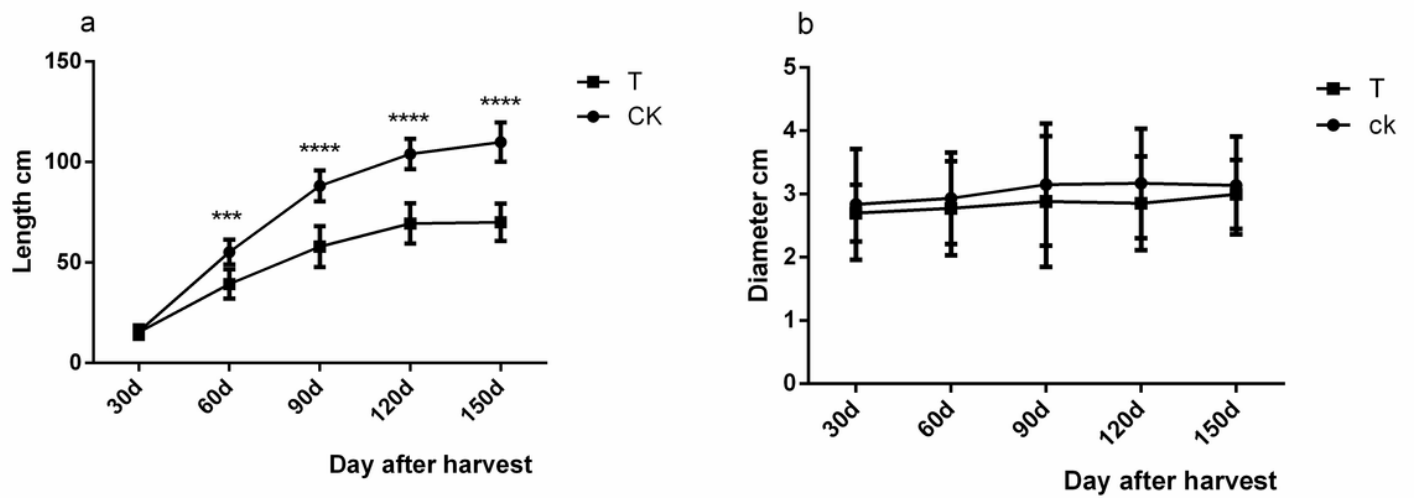 a
150
100
50
0
Length cm
***
****
****
****
T
CK
30d
60d
90d
120d
150d
Day after harvest
b
5
4
3
2
1
0
Diameter cm
T
ck
30d
60d
90d
120d
150d
Day after harvest